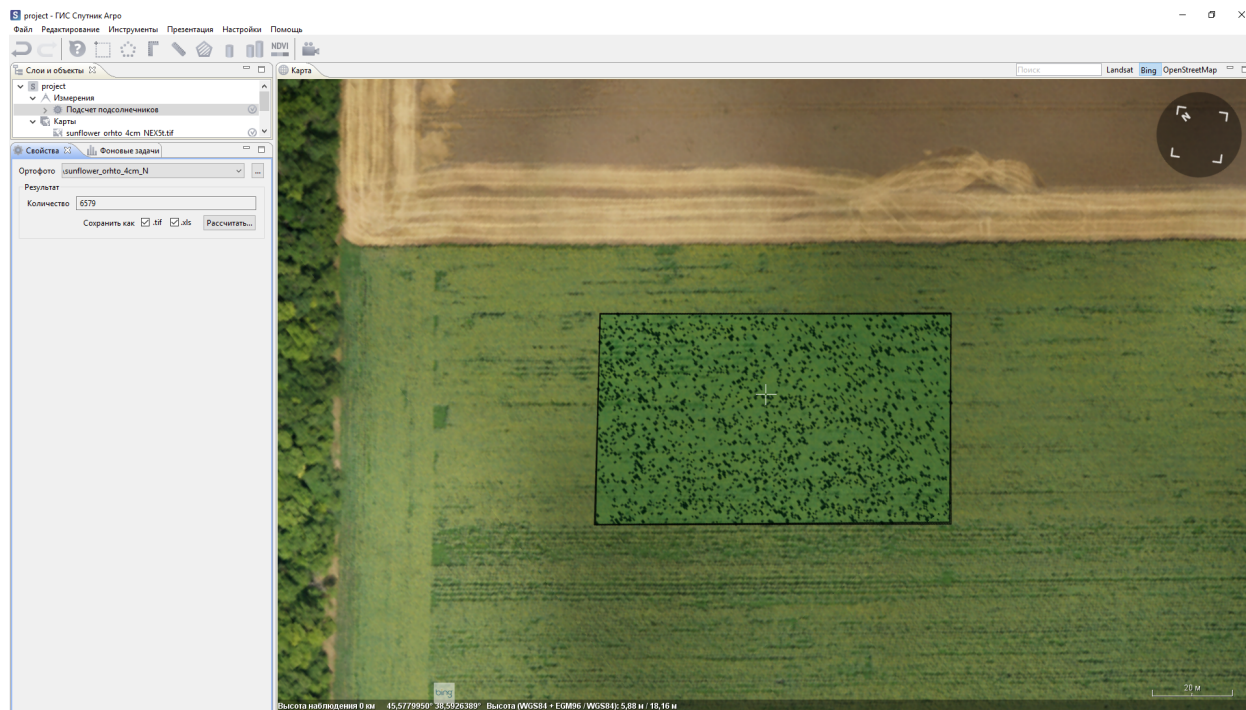 project - ГИС Спутник Агро
Файл Редактирование Инструменты Презентация Настройки Помощь
NDVI
Слои и объекты
project
Измерения
Подсчет подсолнечников
Карты
sunflower_orhto_4cm_NEX5t.tif
Свойства Фоновые задачи
Ортофото .\sunflower_orhto_4cm_N ...
Результат
Количество 6579
Сохранить как .tif .xls Рассчитать...
Карта
Поиск Landsat Bing OpenStreetMap
N
bing
20 м
Высота наблюдения 0 км 45,5779950° 38,5926389° Высота (WGS84 + EGM96 / WGS84): 5,88 м / 18,16 м